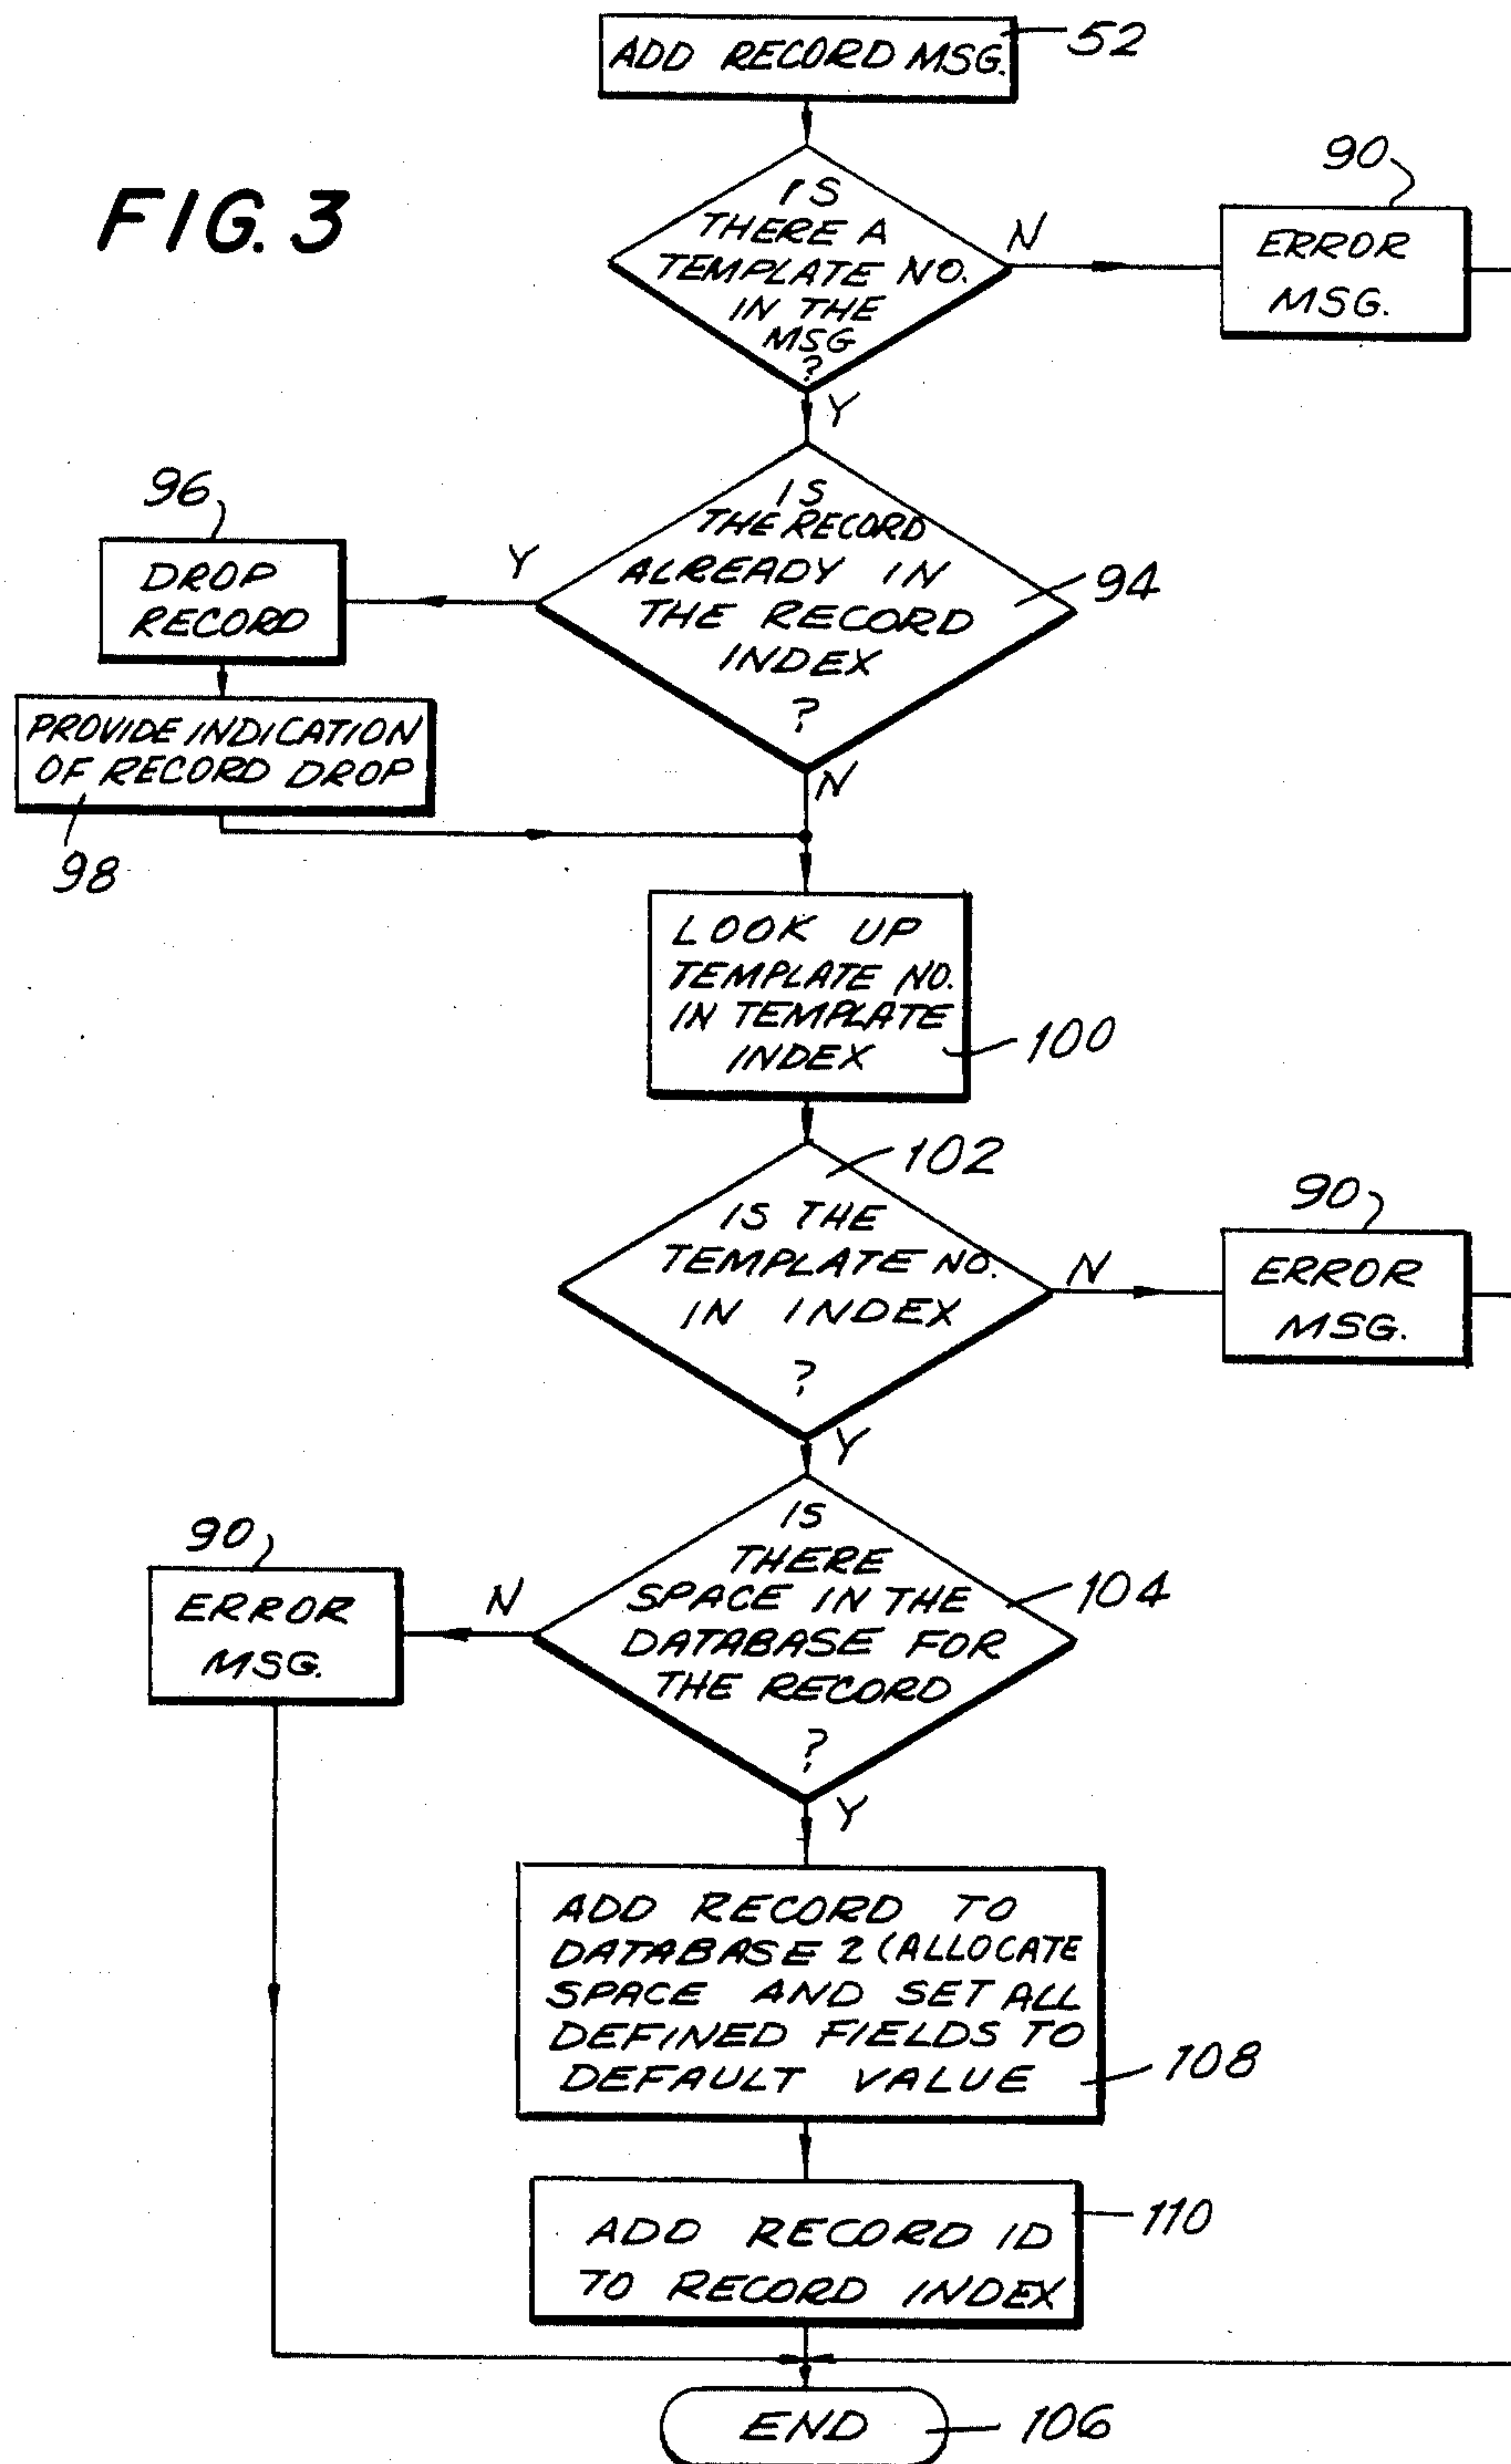 FIG. 3
ADD RECORD MSG.
52
IS
THERE A
TEMPLATE NO.
IN THE
MSG
?
N
90
ERROR
MSG.
Y
IS
THE RECORD
ALREADY IN
THE RECORD
INDEX
?
94
Y
96
DROP
RECORD
PROVIDE INDICATION
OF RECORD DROP
98
N
LOOK UP
TEMPLATE NO.
IN TEMPLATE
INDEX
100
102
IS THE
TEMPLATE NO.
IN INDEX
?
N
90
ERROR
MSG.
Y
IS
THERE
SPACE IN THE
DATABASE FOR
THE RECORD
?
104
N
90
ERROR
MSG.
Y
ADD RECORD TO
DATABASE 2 (ALLOCATE
SPACE AND SET ALL
DEFINED FIELDS TO
DEFAULT VALUE
108
ADD RECORD ID
TO RECORD INDEX
110
END
106